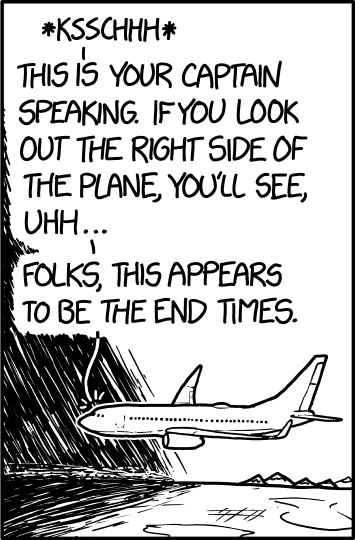 *KSSCHHH*
THIS IS YOUR CAPTAIN
SPEAKING. IF YOU LOOK
OUT THE RIGHT SIDE OF
THE PLANE, YOU'LL SEE,
UHH...
FOLKS, THIS APPEARS
TO BE THE END TIMES.